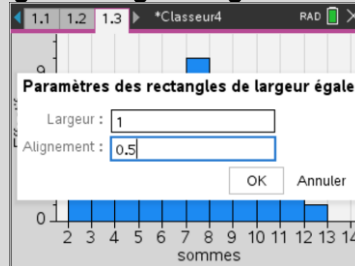 1.1 1.2 1.3 *Classeur4 RAD
9
Paramètres des rectangles de largeur égale
Largeur : 1
Alignement : 0.5
OK Annuler
0
2 3 4 5 6 7 8 9 10 11 12 13 14
sommes